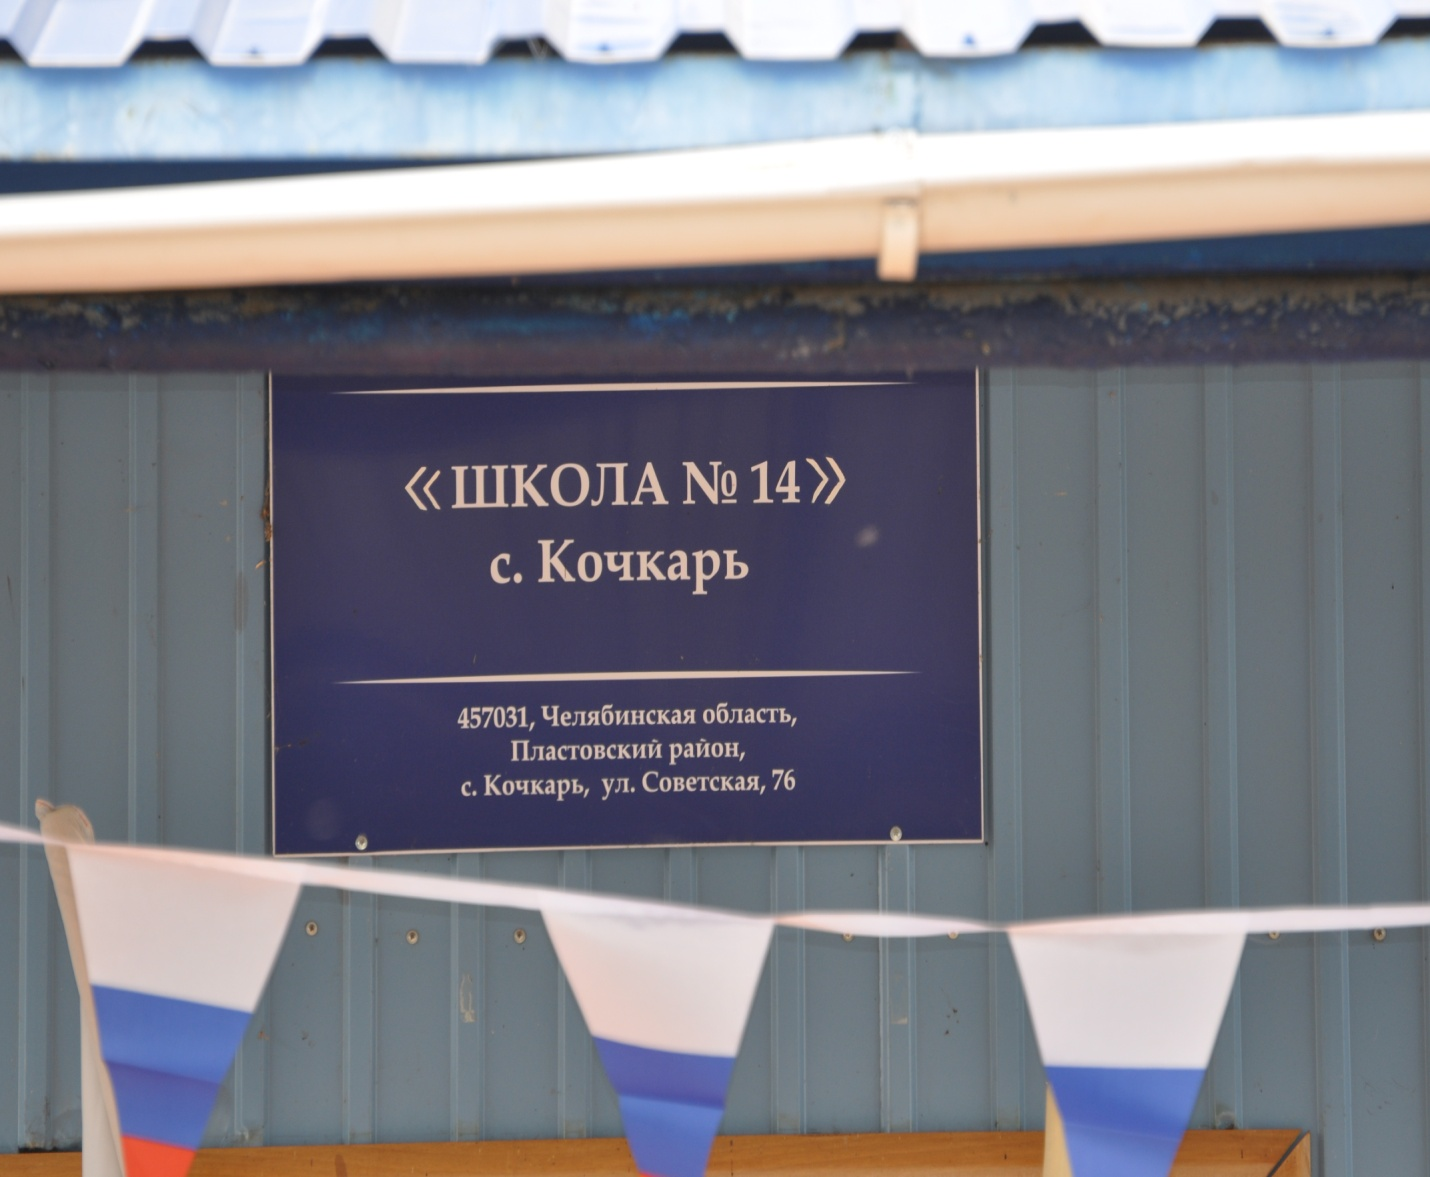 «ШКОЛА № 14»
с. Кочкарь
457031, Челябинская область,
Пластовский район,
с. Кочкарь, ул. Советская, 76